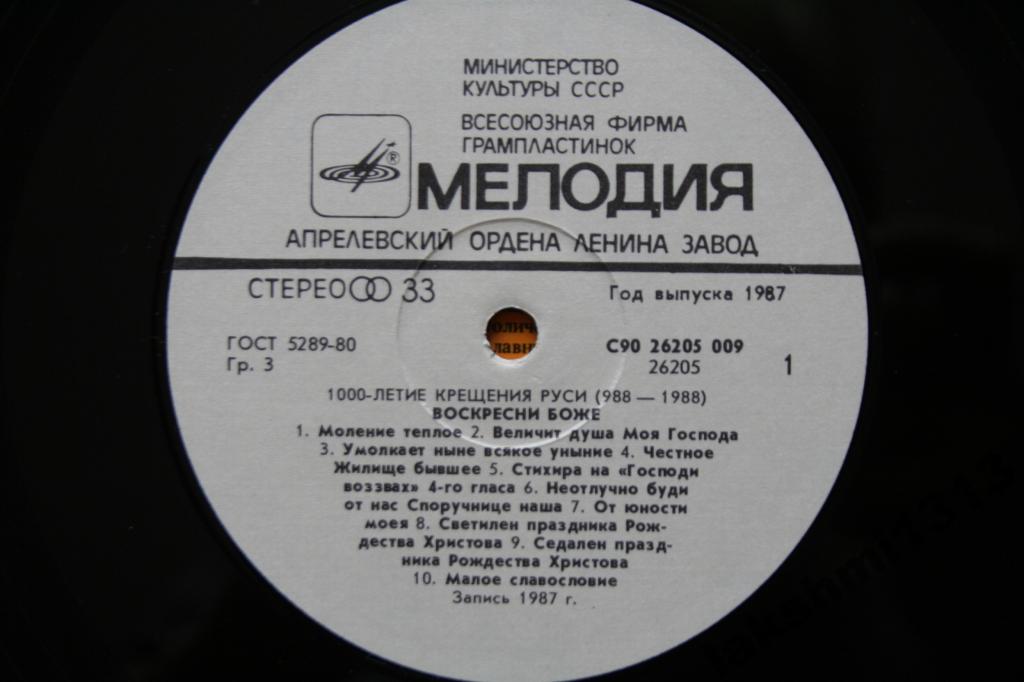 МИНИСТЕРСТВО
КУЛЬТУРЫ СССР
ВСЕСОЮЗНАЯ ФИРМА
ГРАМПЛАСТИНОК
®
МЕЛОДИЯ
АПРЕЛЕВСКИЙ ОРДЕНА ЛЕНИНА ЗАВОД
СТЕРЕО 33
Год выпуска 1987
ГОСТ 5289-80
Гр. 3
С90 26205 009
26205
1
1000-ЛЕТИЕ КРЕЩЕНИЯ РУСИ (988 — 1988)
ВОСКРЕСНИ БОЖЕ
1. Моление теплое 2. Величит душа Моя Господа
3. Умолкает ныне всякое уныние 4. Честное
Жилище бывшее 5. Стихира на «Господи
воззвах» 4-го гласа 6. Неотлучно буди
от нас Споручнице наша 7. От юности
моея 8. Светилен праздника Рож-
дества Христова 9. Седален празд-
ника Рождества Христова
10. Малое славословие
Запись 1987 г.